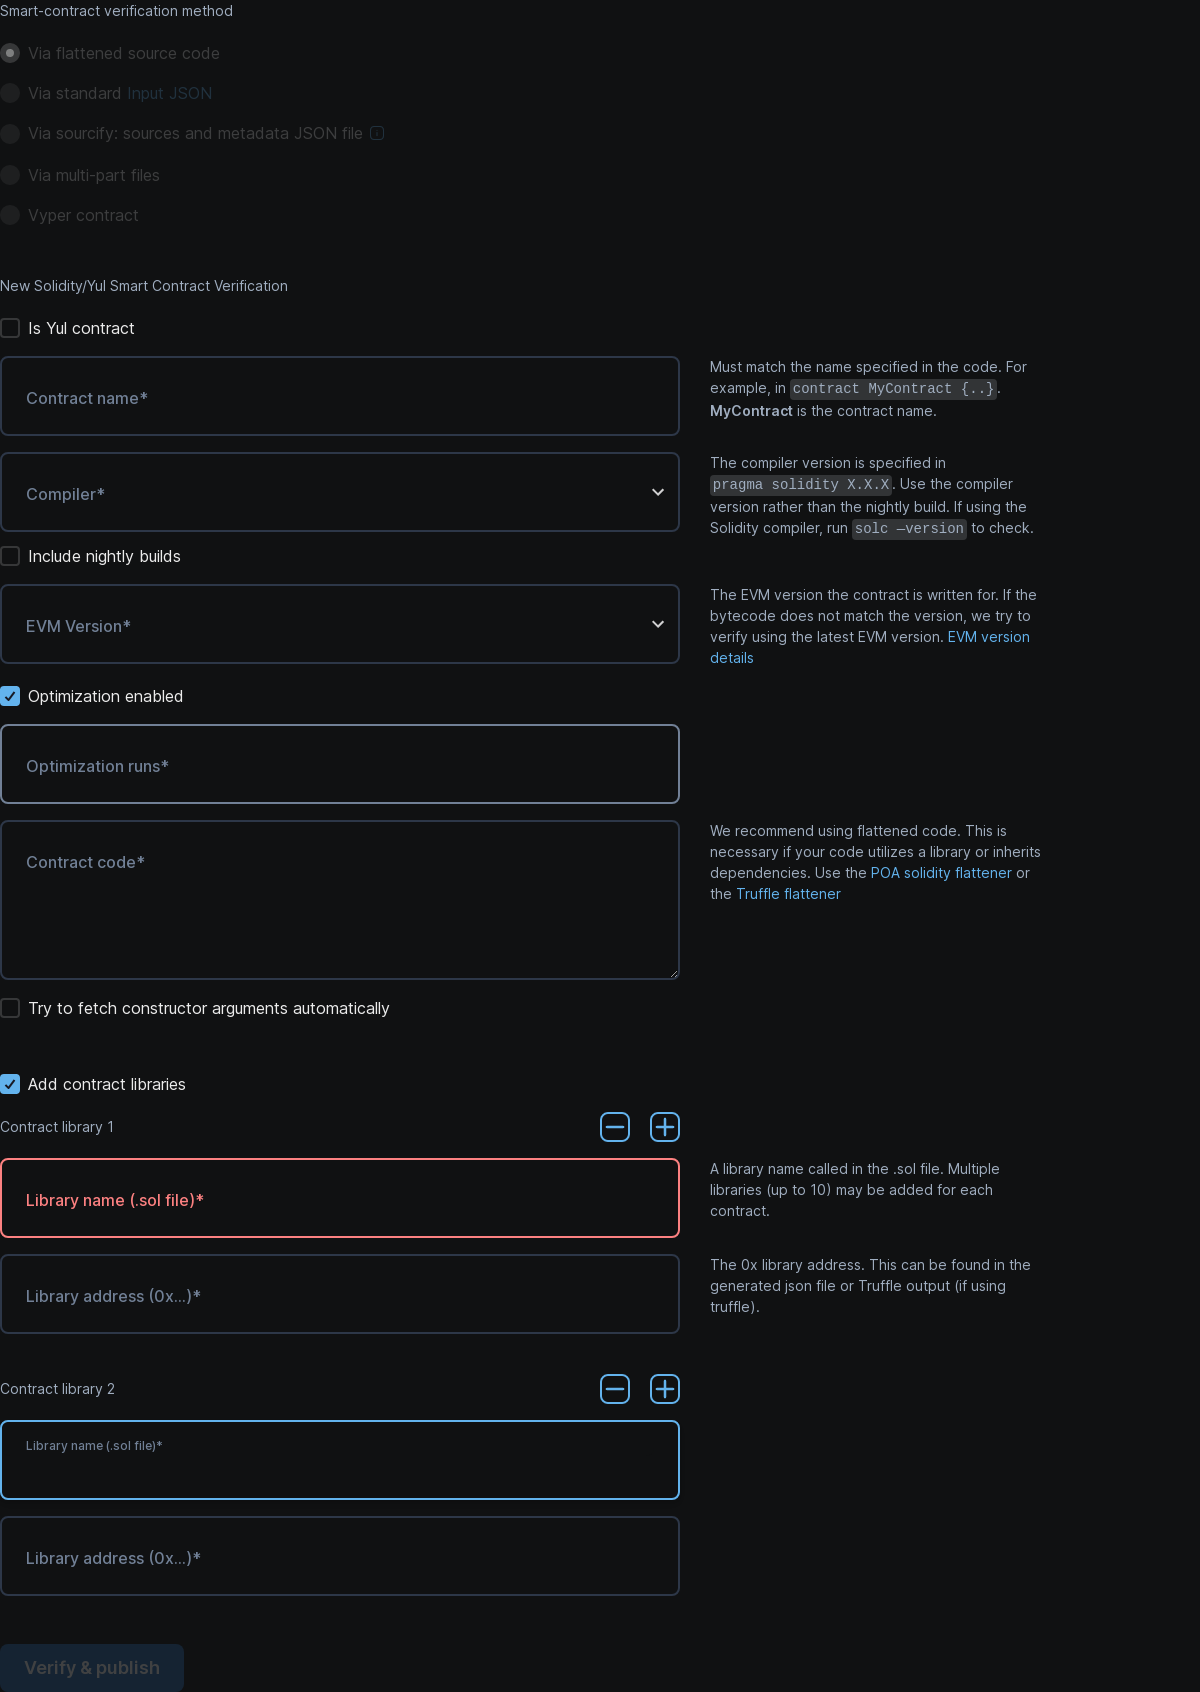 Smart-contract verification method
Via flattened source code
Via standard Input JSON
Via sourcify: sources and metadata JSON file
Via multi-part files
Vyper contract
New Solidity/Yul Smart Contract Verification
Is Yul contract
Contract name*
Must match the name specified in the code. For
example, in contract MyContract {..}.
MyContract is the contract name.
Compiler*
The compiler version is specified in
pragma solidity X.X.X. Use the compiler
version rather than the nightly build. If using the
Solidity compiler, run solc —version to check.
Include nightly builds
EVM Version*
The EVM version the contract is written for. If the
bytecode does not match the version, we try to
verify using the latest EVM version. EVM version
details
Optimization enabled
Optimization runs*
Contract code*
We recommend using flattened code. This is
necessary if your code utilizes a library or inherits
dependencies. Use the POA solidity flattener or
the Truffle flattener
Try to fetch constructor arguments automatically
Add contract libraries
Contract library 1
Library name (.sol file)*
A library name called in the .sol file. Multiple
libraries (up to 10) may be added for each
contract.
Library address (0x...)*
The 0x library address. This can be found in the
generated json file or Truffle output (if using
truffle).
Contract library 2
Library name (.sol file)*
Library address (0x...)*
Verify & publish